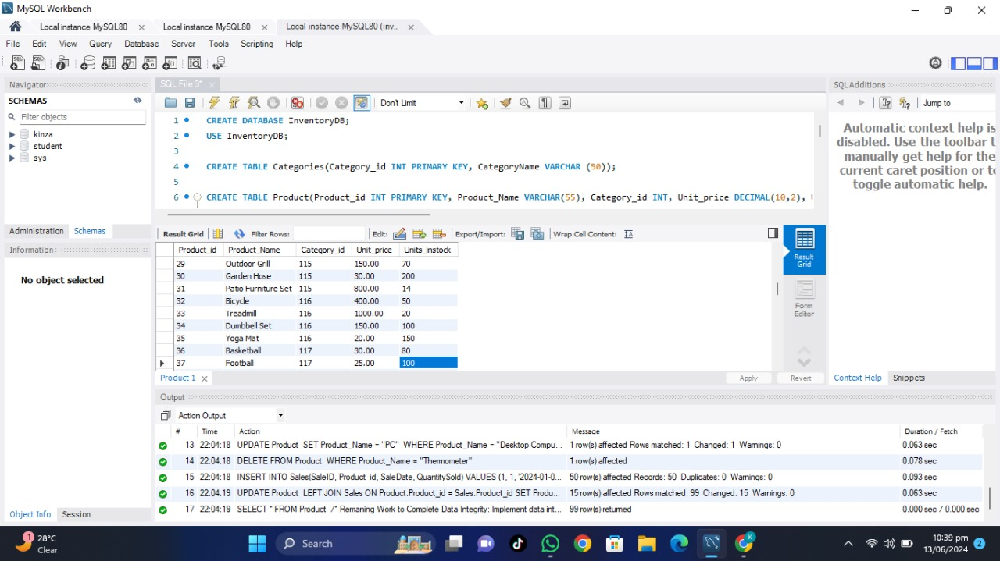 MySQL Workbench
Local instance MySQL80
Local instance MySQL80
Local instance MySQL80 (inv...
File Edit View Query Database Server Tools Scripting Help
Navigator
SCHEMAS
Filter objects
kinza
student
sys
Administration Schemas
Information
No object selected
Object Info Session
SQL File 3*
Don't Limit
1 CREATE DATABASE InventoryDB;
2 USE InventoryDB;
3
4 CREATE TABLE Categories(Category_id INT PRIMARY KEY, CategoryName VARCHAR (50));
5
6 CREATE TABLE Product(Product_id INT PRIMARY KEY, Product_Name VARCHAR(55), Category_id INT, Unit_price DECIMAL(10,2),
Result Grid Filter Rows: Edit: Export/Import: Wrap Cell Content:
Product_id Product_Name Category_id Unit_price Units_instock
29 Outdoor Grill 115 150.00 70
30 Garden Hose 115 30.00 200
31 Patio Furniture Set 115 800.00 14
32 Bicycle 116 400.00 50
33 Treadmill 116 1000.00 20
34 Dumbbell Set 116 150.00 100
35 Yoga Mat 116 20.00 150
36 Basketball 117 30.00 80
37 Football 117 25.00 100
Result Grid
Form Editor
Product 1
Apply Revert
SQLAdditions
Jump to
Automatic context help is
disabled. Use the toolbar t
manually get help for the
current caret position or to
toggle automatic help.
Context Help Snippets
Output
Action Output
# Time Action Message Duration / Fetch
13 22:04:18 UPDATE Product SET Product_Name = "PC" WHERE Product_Name = "Desktop Compu... 1 row(s) affected Rows matched: 1 Changed: 1 Warnings: 0 0.063 sec
14 22:04:18 DELETE FROM Product WHERE Product_Name = "Thermometer" 1 row(s) affected 0.078 sec
15 22:04:18 INSERT INTO Sales(SaleID, Product_id, SaleDate, QuantitySold) VALUES (1, 1, '2024-01-0... 50 row(s) affected Records: 50 Duplicates: 0 Warnings: 0 0.093 sec
16 22:04:19 UPDATE Product LEFT JOIN Sales ON Product.Product_id = Sales.Product_id SET Produ... 15 row(s) affected Rows matched: 99 Changed: 15 Warnings: 0 0.063 sec
17 22:04:19 SELECT * FROM Product /* Remaning Work to Complete Data Integrity: Implement data int... 99 row(s) returned 0.000 sec / 0.000 sec
1
28°C
Clear
Search
K
10:39 pm
13/06/2024
2